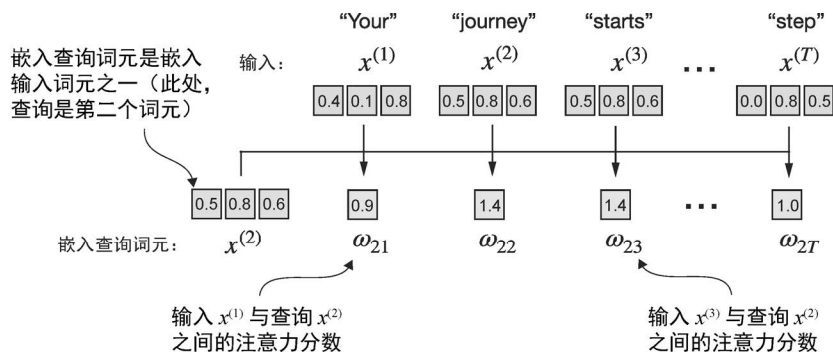 “Your” “journey” “starts” “step”
嵌入查询词元是嵌入
输入词元之一（此处，
查询是第二个词元）
输入： x⁽¹⁾ x⁽²⁾ x⁽³⁾ ... x⁽ᵀ⁾
0.4 0.1 0.8 0.5 0.8 0.6 0.5 0.8 0.6 0.0 0.8 0.5
0.5 0.8 0.6 0.9 1.4 1.4 ... 1.0
嵌入查询词元： x⁽²⁾ ω₂₁ ω₂₂ ω₂₃ ω₂T
输入 x⁽¹⁾ 与查询 x⁽²⁾
之间的注意力分数
输入 x⁽³⁾ 与查询 x⁽²⁾
之间的注意力分数